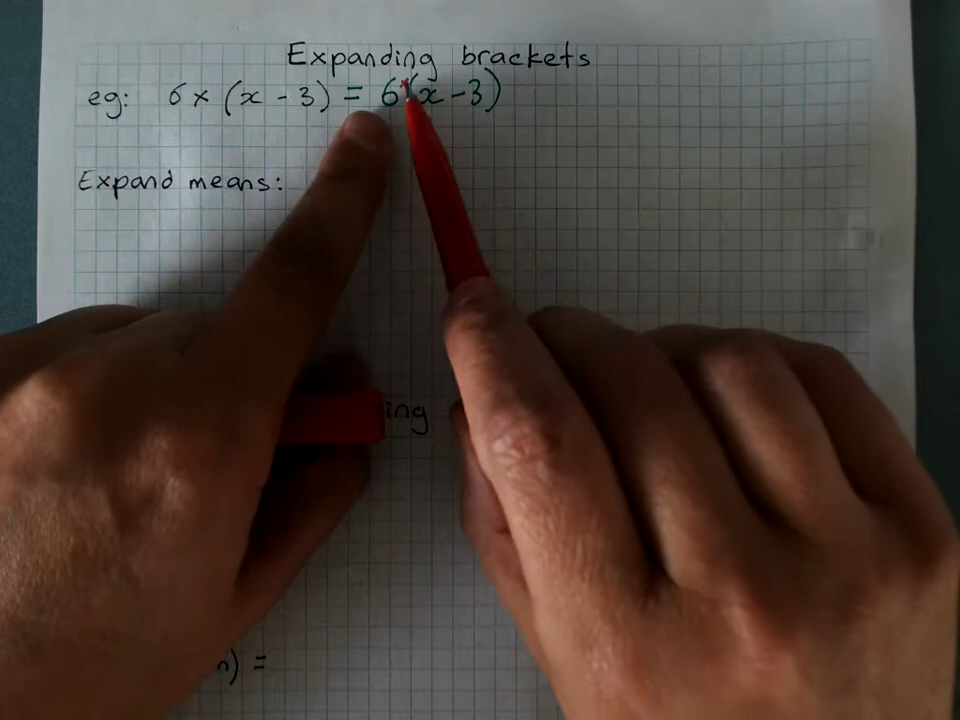 Expanding brackets
eg: 6 × (x - 3) = 6(x - 3)
Expand means:
ing
) =